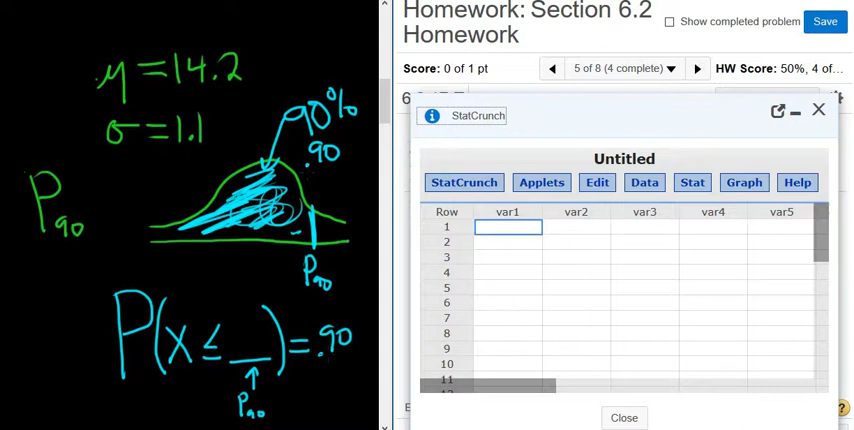 μ = 14.2
σ = 1.1
90%
.90
P90
P90
P(x ≤ __) = .90
P90
Homework: Section 6.2
Homework
Show completed problem
Save
Score: 0 of 1 pt
5 of 8 (4 complete)
HW Score: 50%, 4 of…
StatCrunch
Untitled
StatCrunch Applets Edit Data Stat Graph Help
Row var1 var2 var3 var4 var5
1
2
3
4
5
6
7
8
9
10
11
Close
?